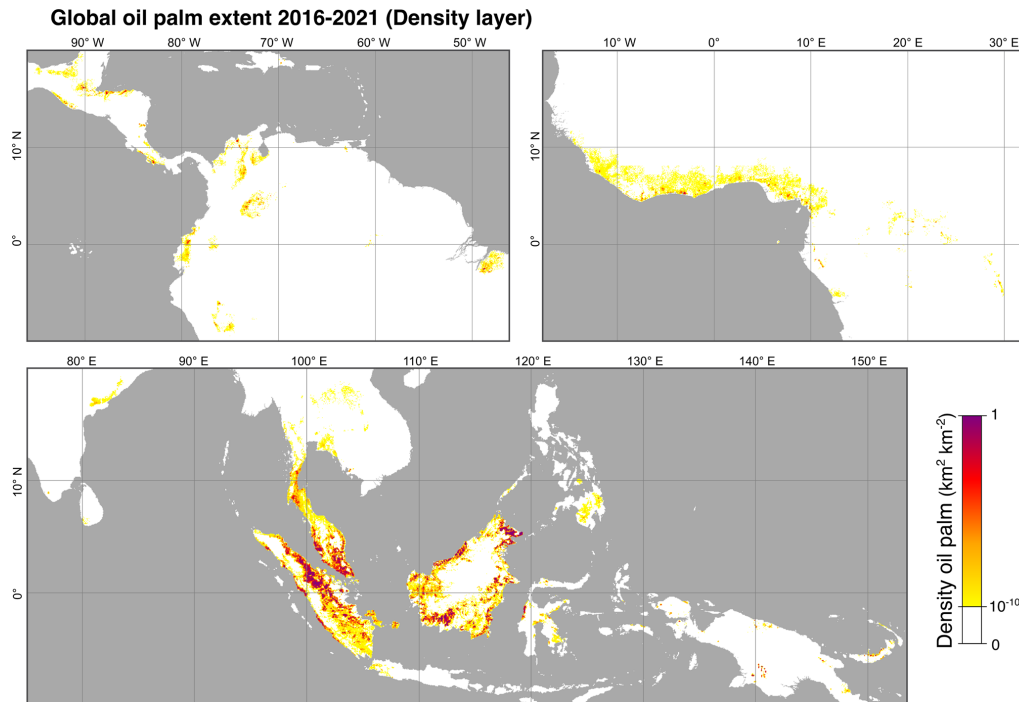 Global oil palm extent 2016-2021 (Density layer)
90° W 80° W 70° W 60° W 50° W
10° N
0°
10° W 0° 10° E 20° E 30° E
10° N
0°
80° E 90° E 100° E 110° E 120° E 130° E 140° E 150° E
10° N
0°
Density oil palm (km² km⁻²)
1
10⁻¹⁰
0